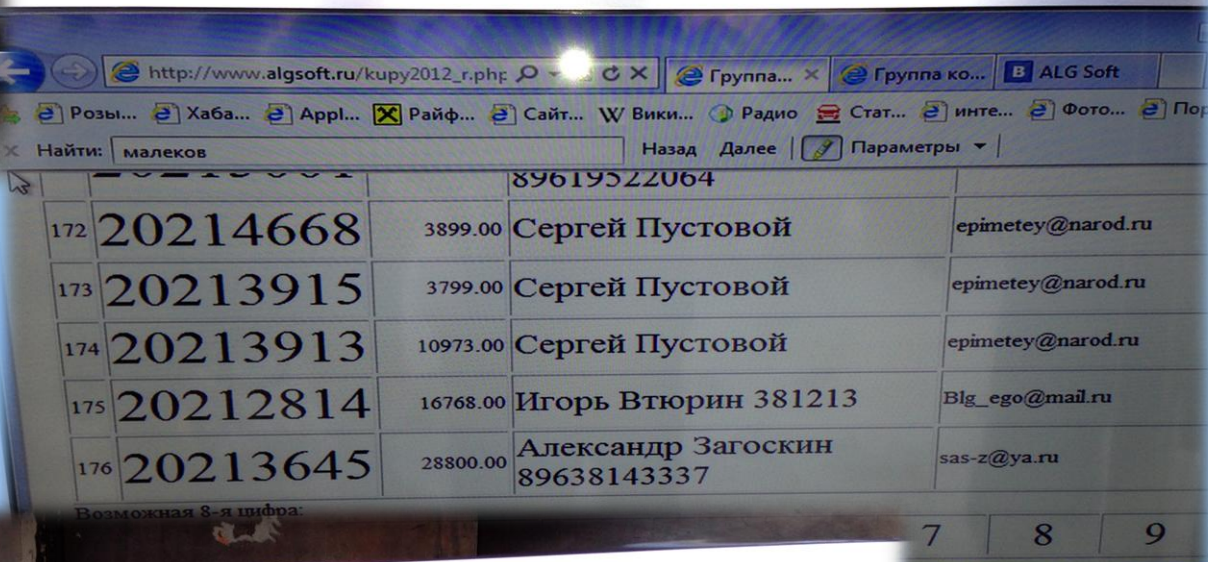 http://www.algsoft.ru/kupy2012_r.php Группа... Группа ко... ALG Soft
Розы... Хаба... Appl... Райф... Сайт... Вики... Радио Стат... инте... Фото... Пор
Найти: малеков Назад Далее Параметры
89619522064
172 20214668 3899.00 Сергей Пустовой epimetey@narod.ru
173 20213915 3799.00 Сергей Пустовой epimetey@narod.ru
174 20213913 10973.00 Сергей Пустовой epimetey@narod.ru
175 20212814 16768.00 Игорь Втюрин 381213 Blg_ego@mail.ru
176 20213645 28800.00 Александр Загоскин 89638143337 sas-z@ya.ru
Возможная 8-я цифра:
7 8 9